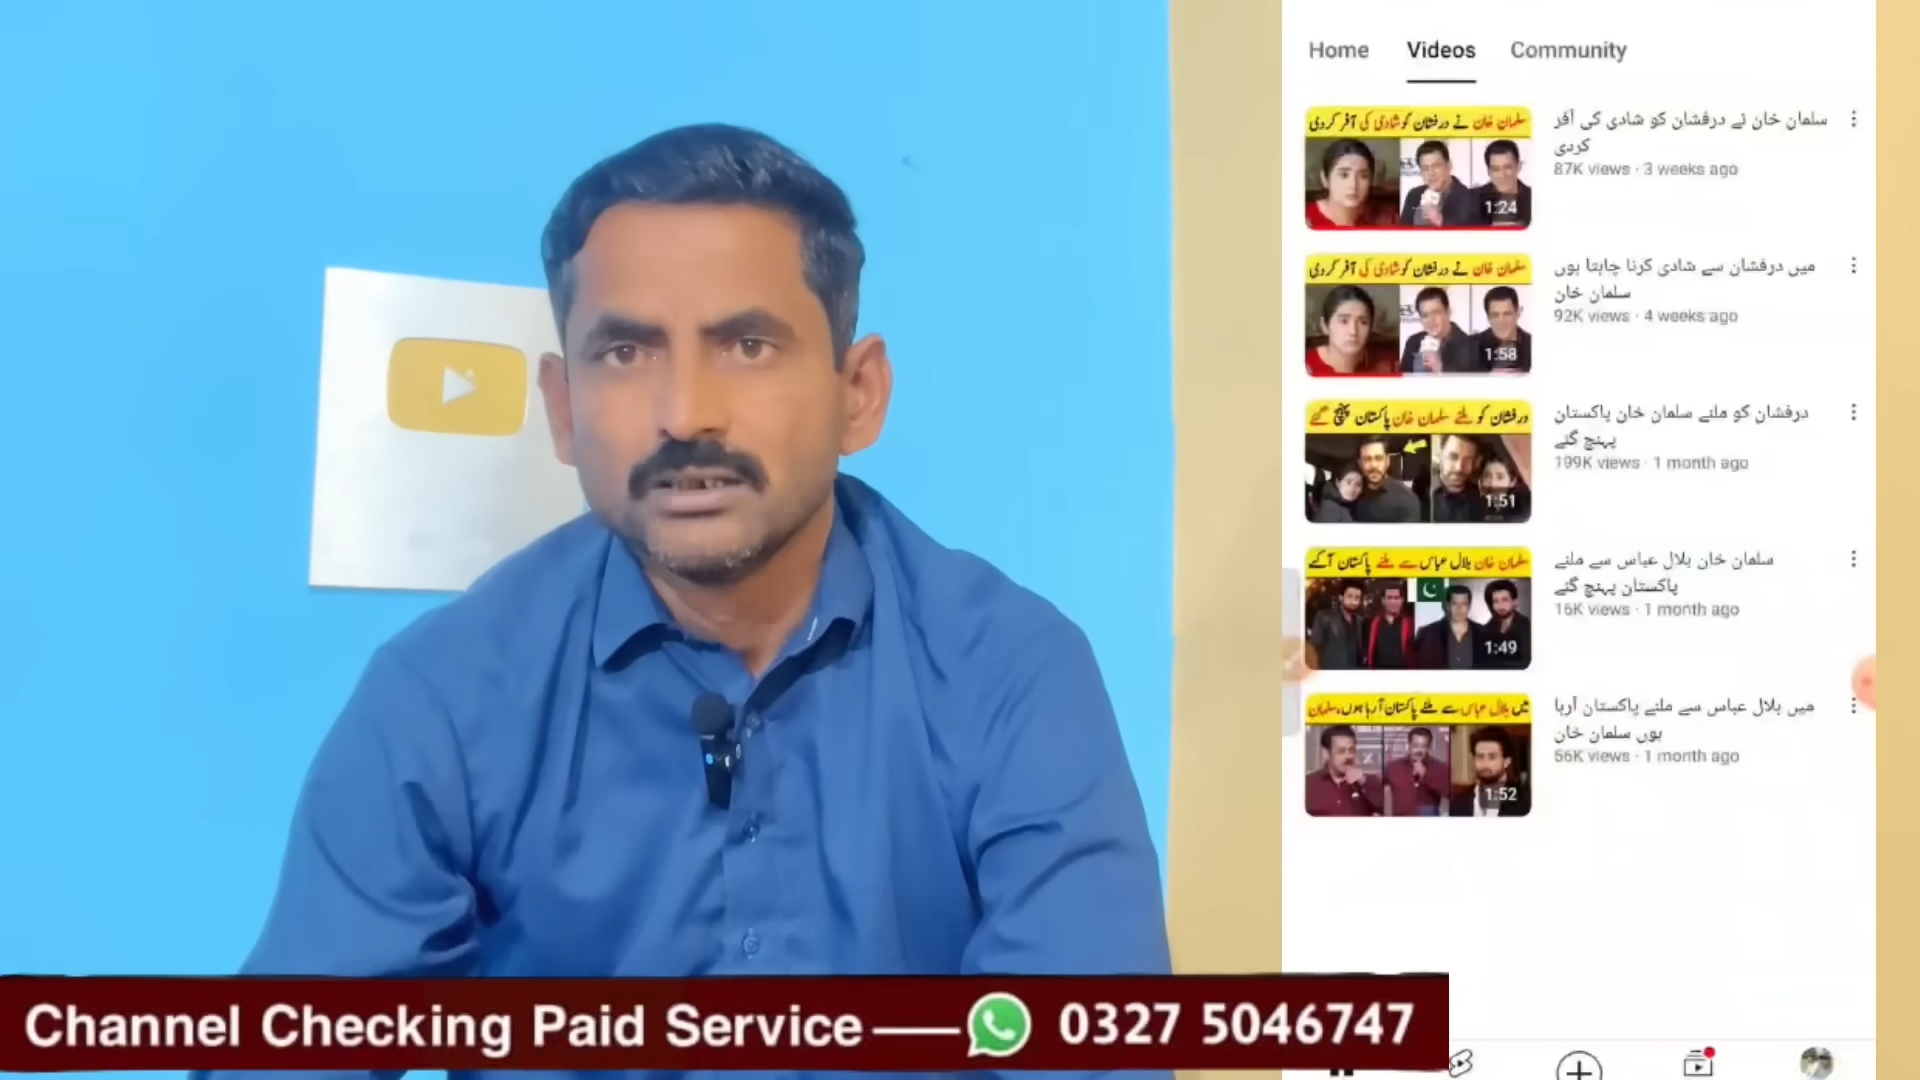 Home Videos Community
سلمان خان نے درفشان کو شادی کی آفر کردی
1:24
سلمان خان نے درفشان کو شادی کی آفر
کردی
87K views · 3 weeks ago
سلمان خان نے درفشان کو شادی کی آفر کردی
1:58
میں درفشان سے شادی کرنا چاہتا ہوں
سلمان خان
92K views · 4 weeks ago
درفشان کو ملنے سلمان خان پاکستان پہنچ گئے
1:51
درفشان کو ملنے سلمان خان پاکستان
پہنچ گئے
199K views · 1 month ago
سلمان خان بلال عباس سے ملنے پاکستان آگئے
1:49
سلمان خان بلال عباس سے ملنے
پاکستان پہنچ گئے
16K views · 1 month ago
میں بلال عباس سے ملنے پاکستان آرہا ہوں،سلمان
1:52
میں بلال عباس سے ملنے پاکستان آرہا
ہوں سلمان خان
56K views · 1 month ago
Channel Checking Paid Service — 0327 5046747